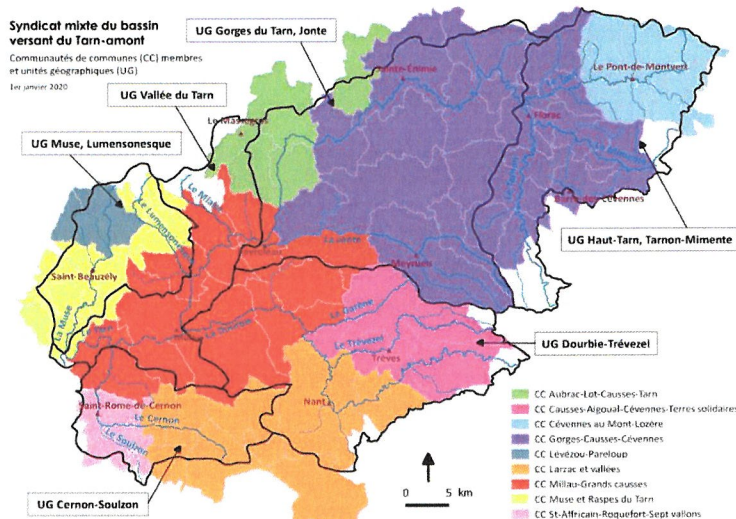 Syndicat mixte du bassin
versant du Tarn-amont
Communautés de communes (CC) membres
et unités géographiques (UG)
1er janvier 2020
UG Gorges du Tarn, Jonte
UG Vallée du Tarn
UG Muse, Lumensonesque
UG Haut-Tarn, Tarnon-Mimente
UG Dourbie-Trévezel
UG Cernon-Soulzon
Sainte-Enimie
Le Pont-de-Montvert
Le Massegros
Florac
Barre-des-Cévennes
Meyrueis
Saint-Beauzély
Trèves
Nant
Saint-Rome-de-Cernon
Le Lumensonesque
La Muse
Le Tarn
Le Trévezel
Le Cernon
Le Soulzon
CC Aubrac-Lot-Causses-Tarn
CC Causses-Aigoual-Cévennes-Terres solidaires
CC Cévennes au Mont-Lozère
CC Gorges-Causses-Cévennes
CC Lévézou-Pareloup
CC Larzac et vallées
CC Millau-Grands causses
CC Muse et Raspes du Tarn
CC St-Affricain-Roquefort-Sept vallons
0 5 km